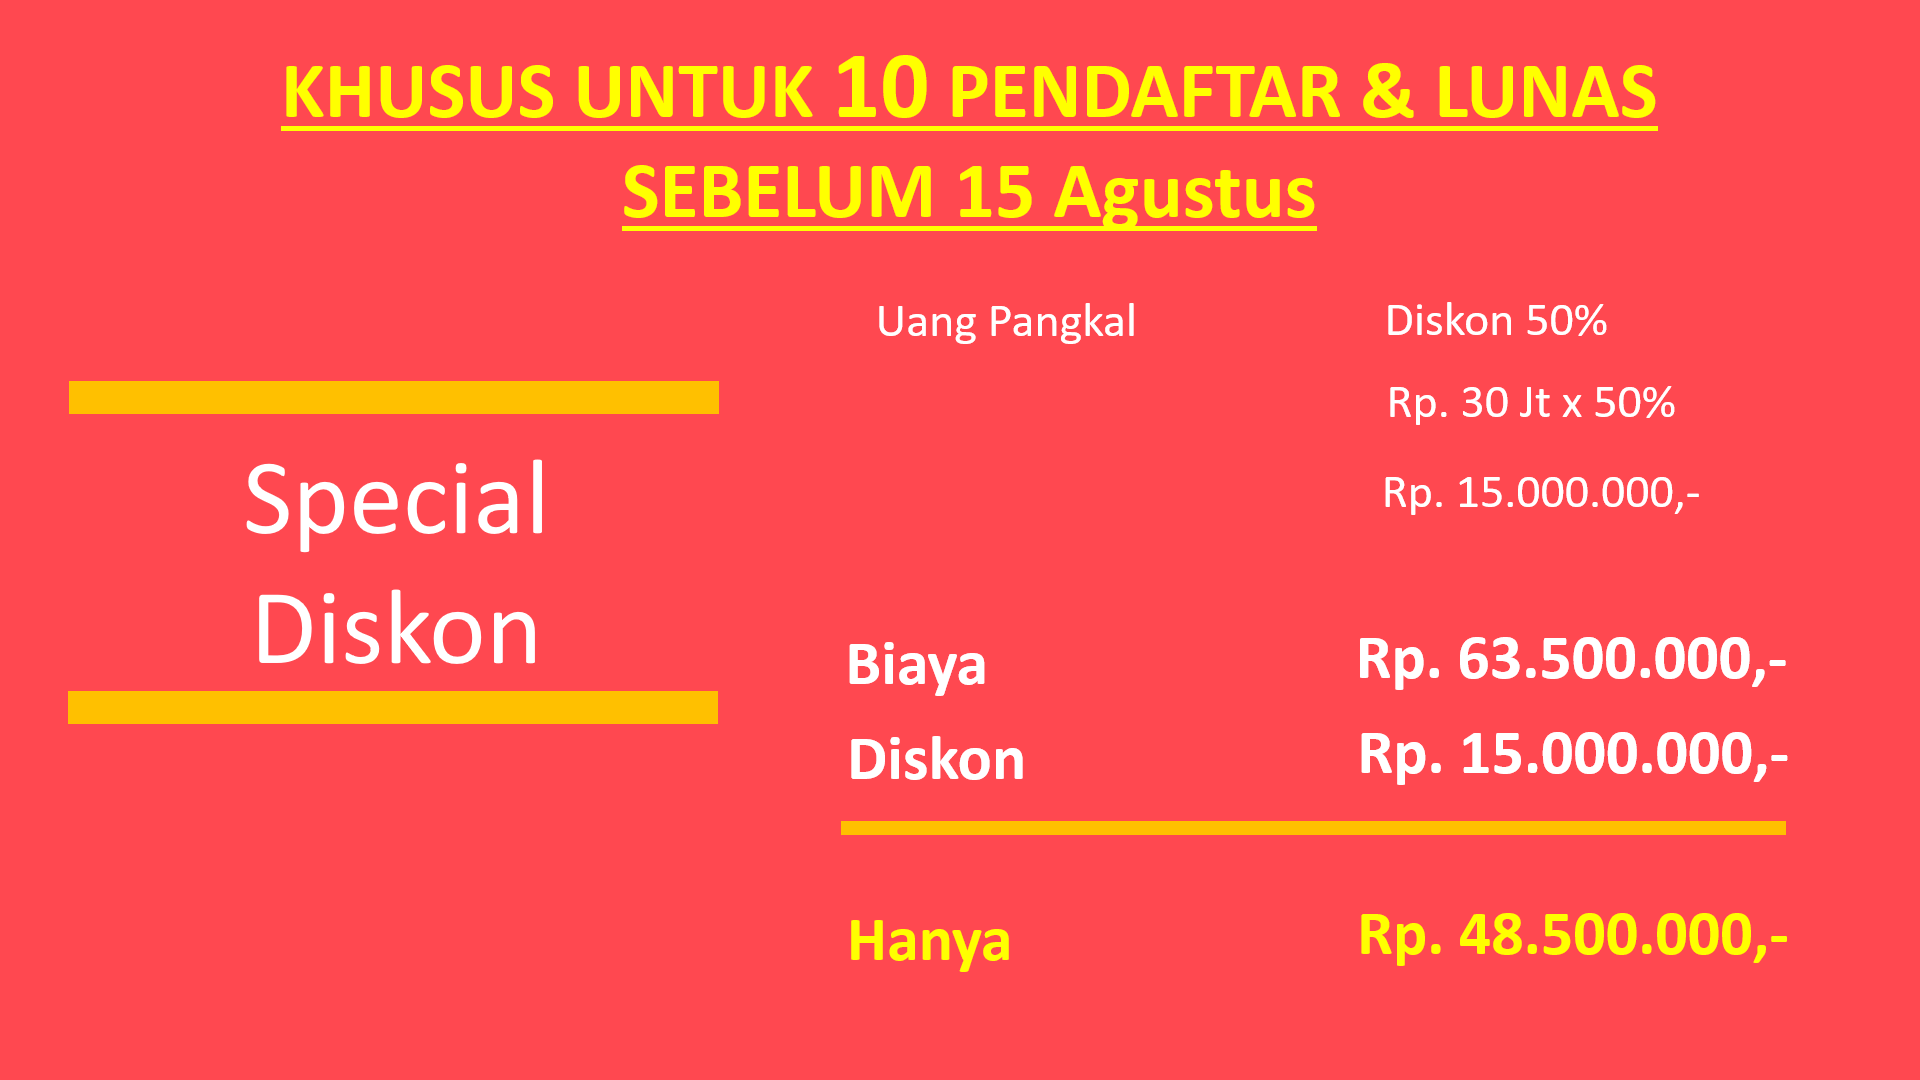 KHUSUS UNTUK 10 PENDAFTAR & LUNAS
SEBELUM 15 Agustus
Special
Diskon
Uang Pangkal Diskon 50%
Rp. 30 Jt x 50%
Rp. 15.000.000,-
Biaya Rp. 63.500.000,-
Diskon Rp. 15.000.000,-
Hanya Rp. 48.500.000,-